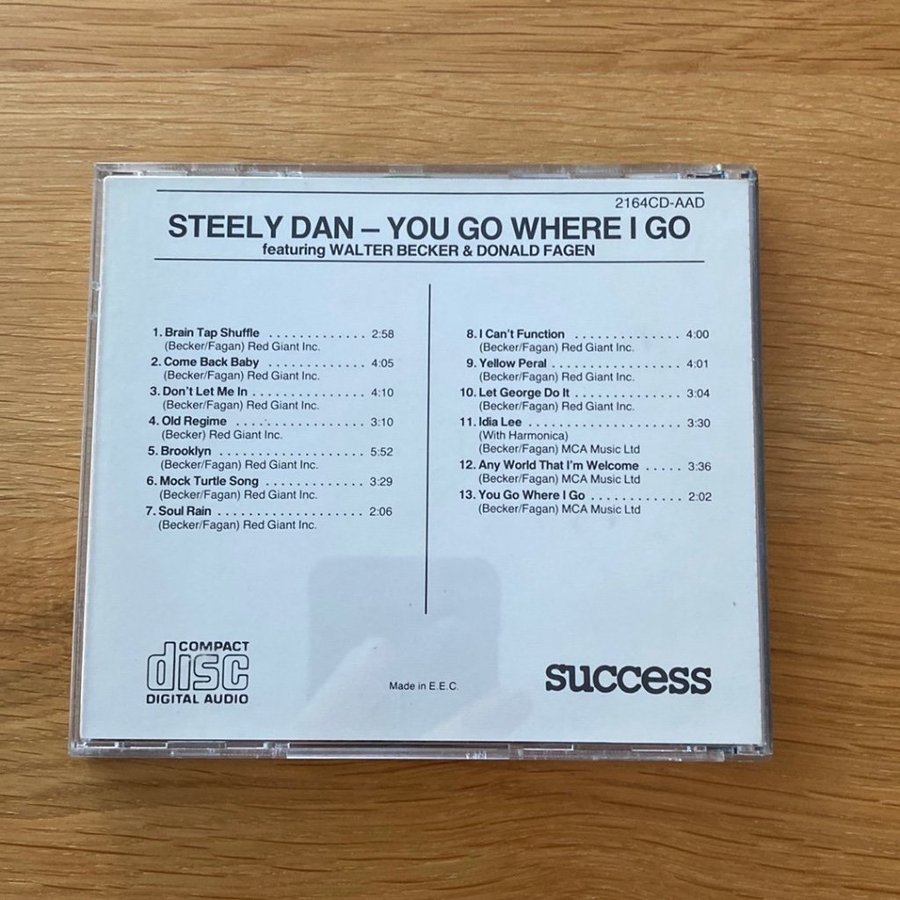 2164CD-AAD
STEELY DAN – YOU GO WHERE I GO
featuring WALTER BECKER & DONALD FAGEN
1. Brain Tap Shuffle . . . . . . . . . . . 2:58
(Becker/Fagan) Red Giant Inc.
2. Come Back Baby . . . . . . . . . . . 4:05
(Becker/Fagan) Red Giant Inc.
3. Don't Let Me In . . . . . . . . . . . . . 4:10
(Becker/Fagan) Red Giant Inc.
4. Old Regime . . . . . . . . . . . . . . . 3:10
(Becker) Red Giant Inc.
5. Brooklyn . . . . . . . . . . . . . . . . . 5:52
(Becker/Fagan) Red Giant Inc.
6. Mock Turtle Song . . . . . . . . . . . 3:29
(Becker/Fagan) Red Giant Inc.
7. Soul Rain . . . . . . . . . . . . . . . . . 2:06
(Becker/Fagan) Red Giant Inc.
8. I Can't Function . . . . . . . . . . . . 4:00
(Becker/Fagan) Red Giant Inc.
9. Yellow Peral . . . . . . . . . . . . . . . 4:01
(Becker/Fagan) Red Giant Inc.
10. Let George Do It . . . . . . . . . . . . 3:04
(Becker/Fagan) Red Giant Inc.
11. Idia Lee . . . . . . . . . . . . . . . . . . 3:30
(With Harmonica)
(Becker/Fagan) MCA Music Ltd
12. Any World That I'm Welcome . . . . . 3:36
(Becker/Fagan) MCA Music Ltd
13. You Go Where I Go . . . . . . . . . . 2:02
(Becker/Fagan) MCA Music Ltd
COMPACT
disc
DIGITAL AUDIO
Made in E.E.C.
success